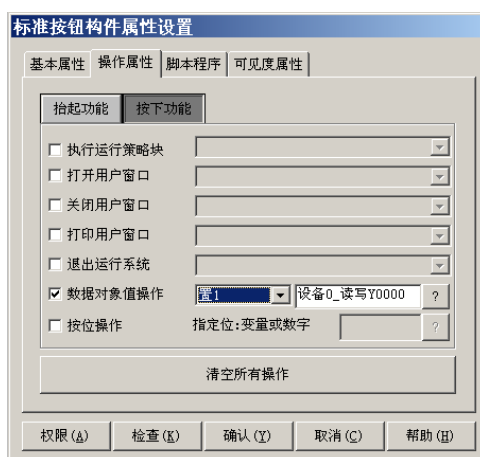 标准按钮构件属性设置
基本属性 操作属性 脚本程序 可见度属性
抬起功能 按下功能
执行运行策略块
打开用户窗口
关闭用户窗口
打印用户窗口
退出运行系统
数据对象值操作 置1 设备0_读写Y0000 ?
按位操作 指定位:变量或数字 ?
清空所有操作
权限(A) 检查(K) 确认(Y) 取消(C) 帮助(H)